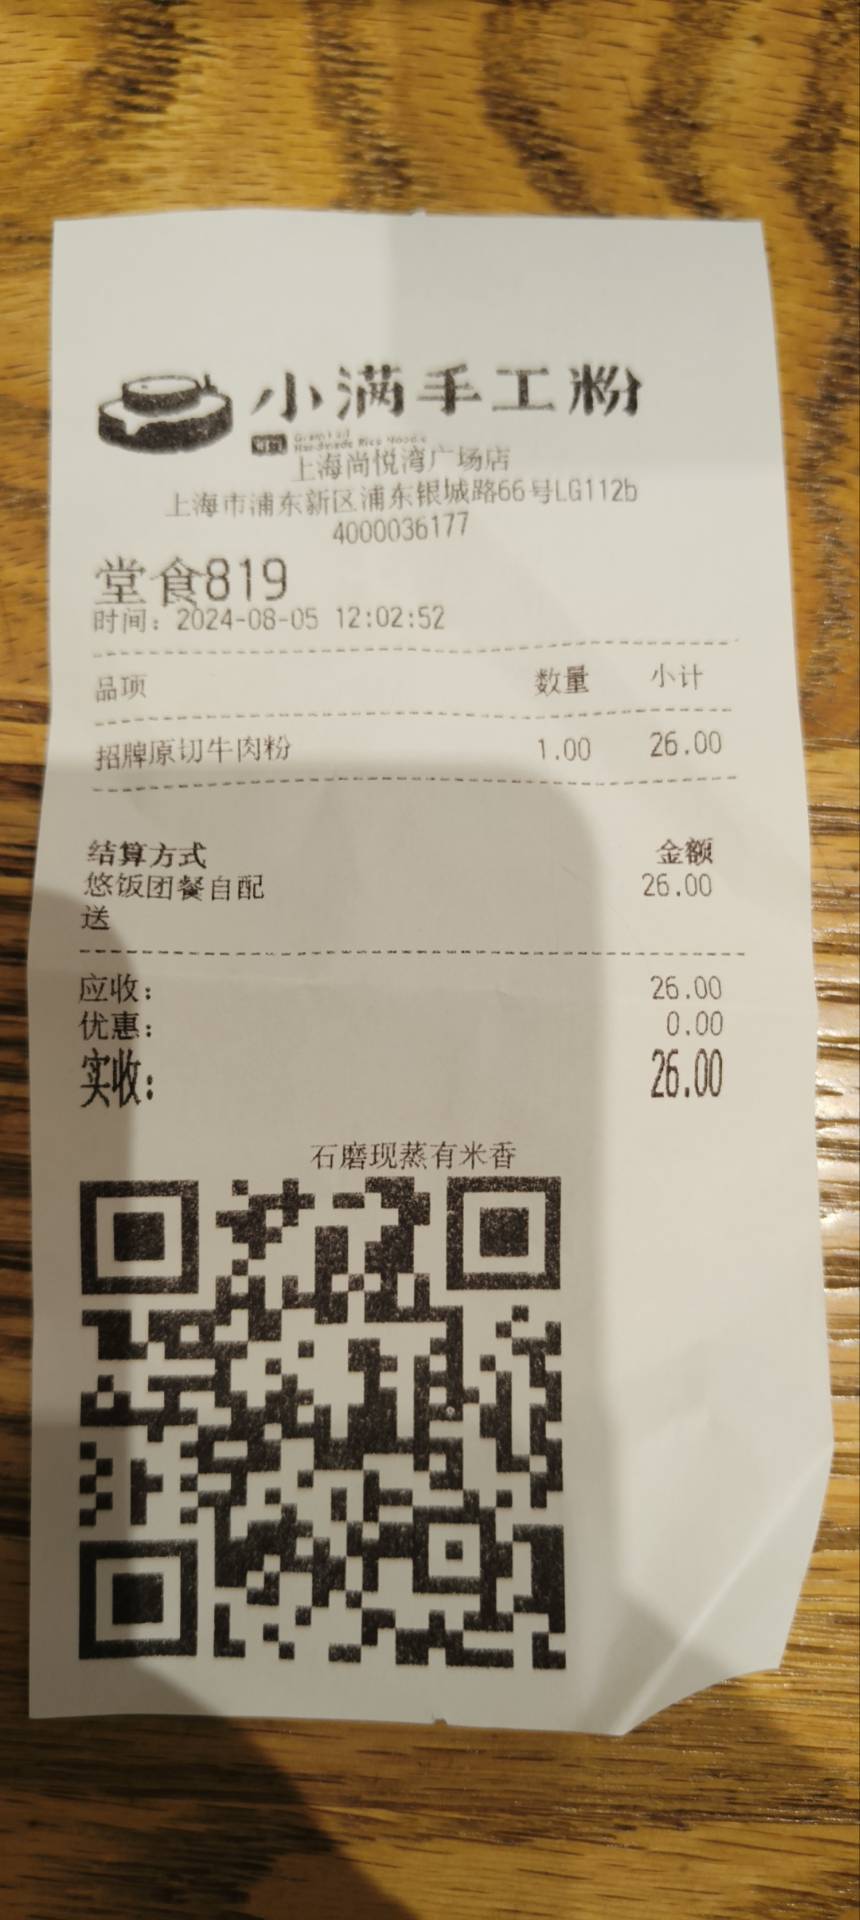 小满手工粉
Handmade Rice Noodle
上海尚悦湾广场店
上海市浦东新区浦东银城路66号LG112b
4000036177
堂食819
时间：2024-08-05 12:02:52
品项 数量 小计
招牌原切牛肉粉 1.00 26.00
结算方式 金额
悠饭团餐自配 26.00
送
应收： 26.00
优惠： 0.00
实收： 26.00
石磨现蒸有米香